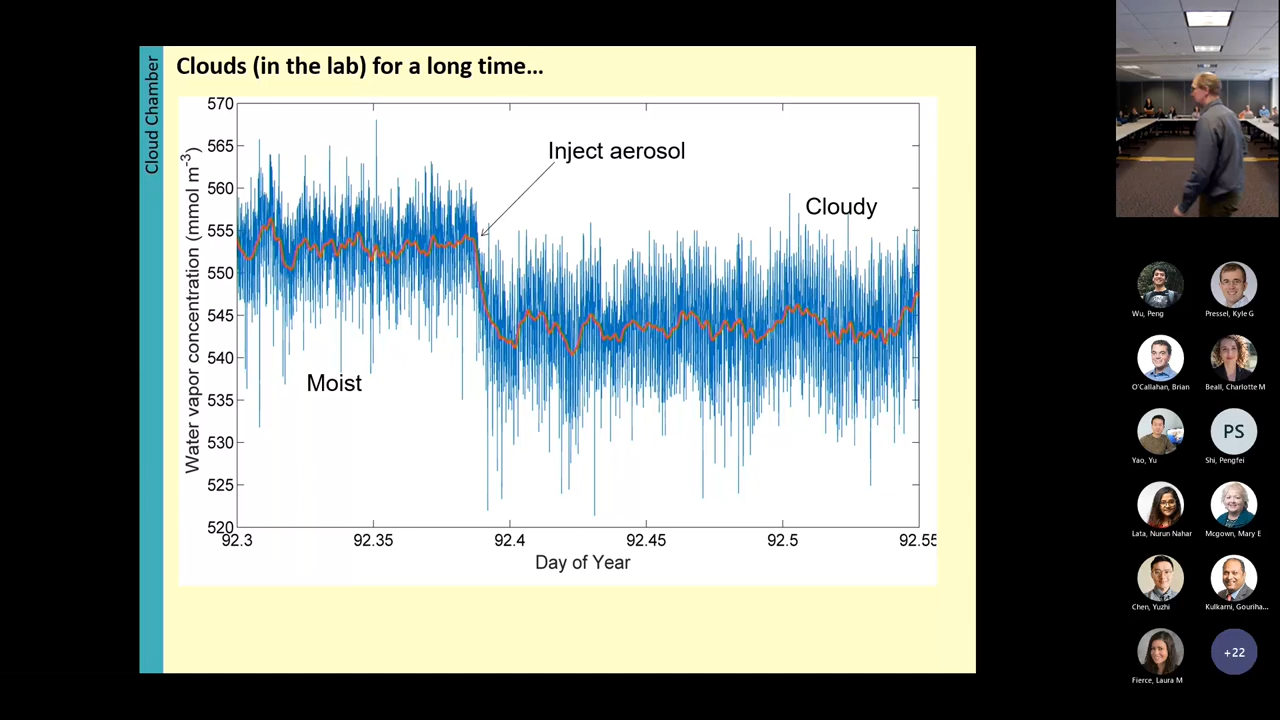 Cloud Chamber
Clouds (in the lab) for a long time...
570
565
560
555
550
545
540
535
530
525
520
Water vapor concentration (mmol m-3)
Inject aerosol
Cloudy
Moist
92.3
92.35
92.4
92.45
92.5
92.55
Day of Year
Wu, Peng
Pressel, Kyle G
O'Callahan, Brian
Beall, Charlotte M
Yao, Yu
PS
Shi, Pengfei
Lata, Nurun Nahar
Mcgown, Mary E
Chen, Yuzhi
Kulkarni, Gouriha...
Fierce, Laura M
+22